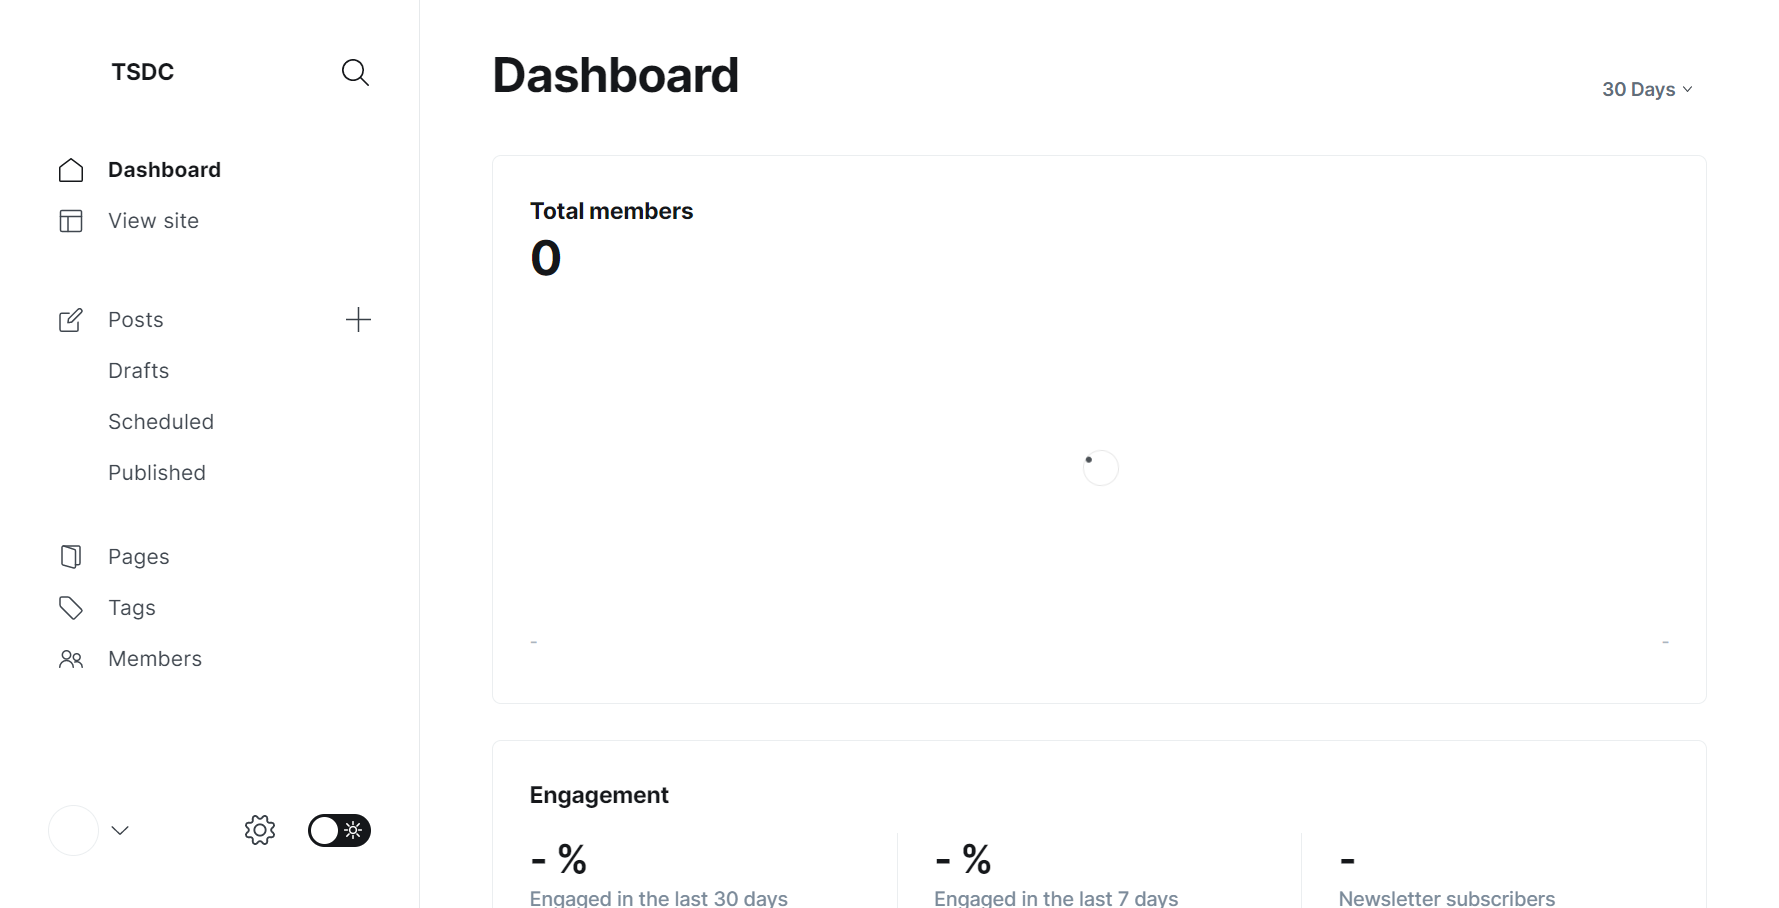 TSDC
Dashboard
View site
Posts
Drafts
Scheduled
Published
Pages
Tags
Members
Dashboard
30 Days
Total members
0
-
-
Engagement
- %
Engaged in the last 30 days
- %
Engaged in the last 7 days
-
Newsletter subscribers